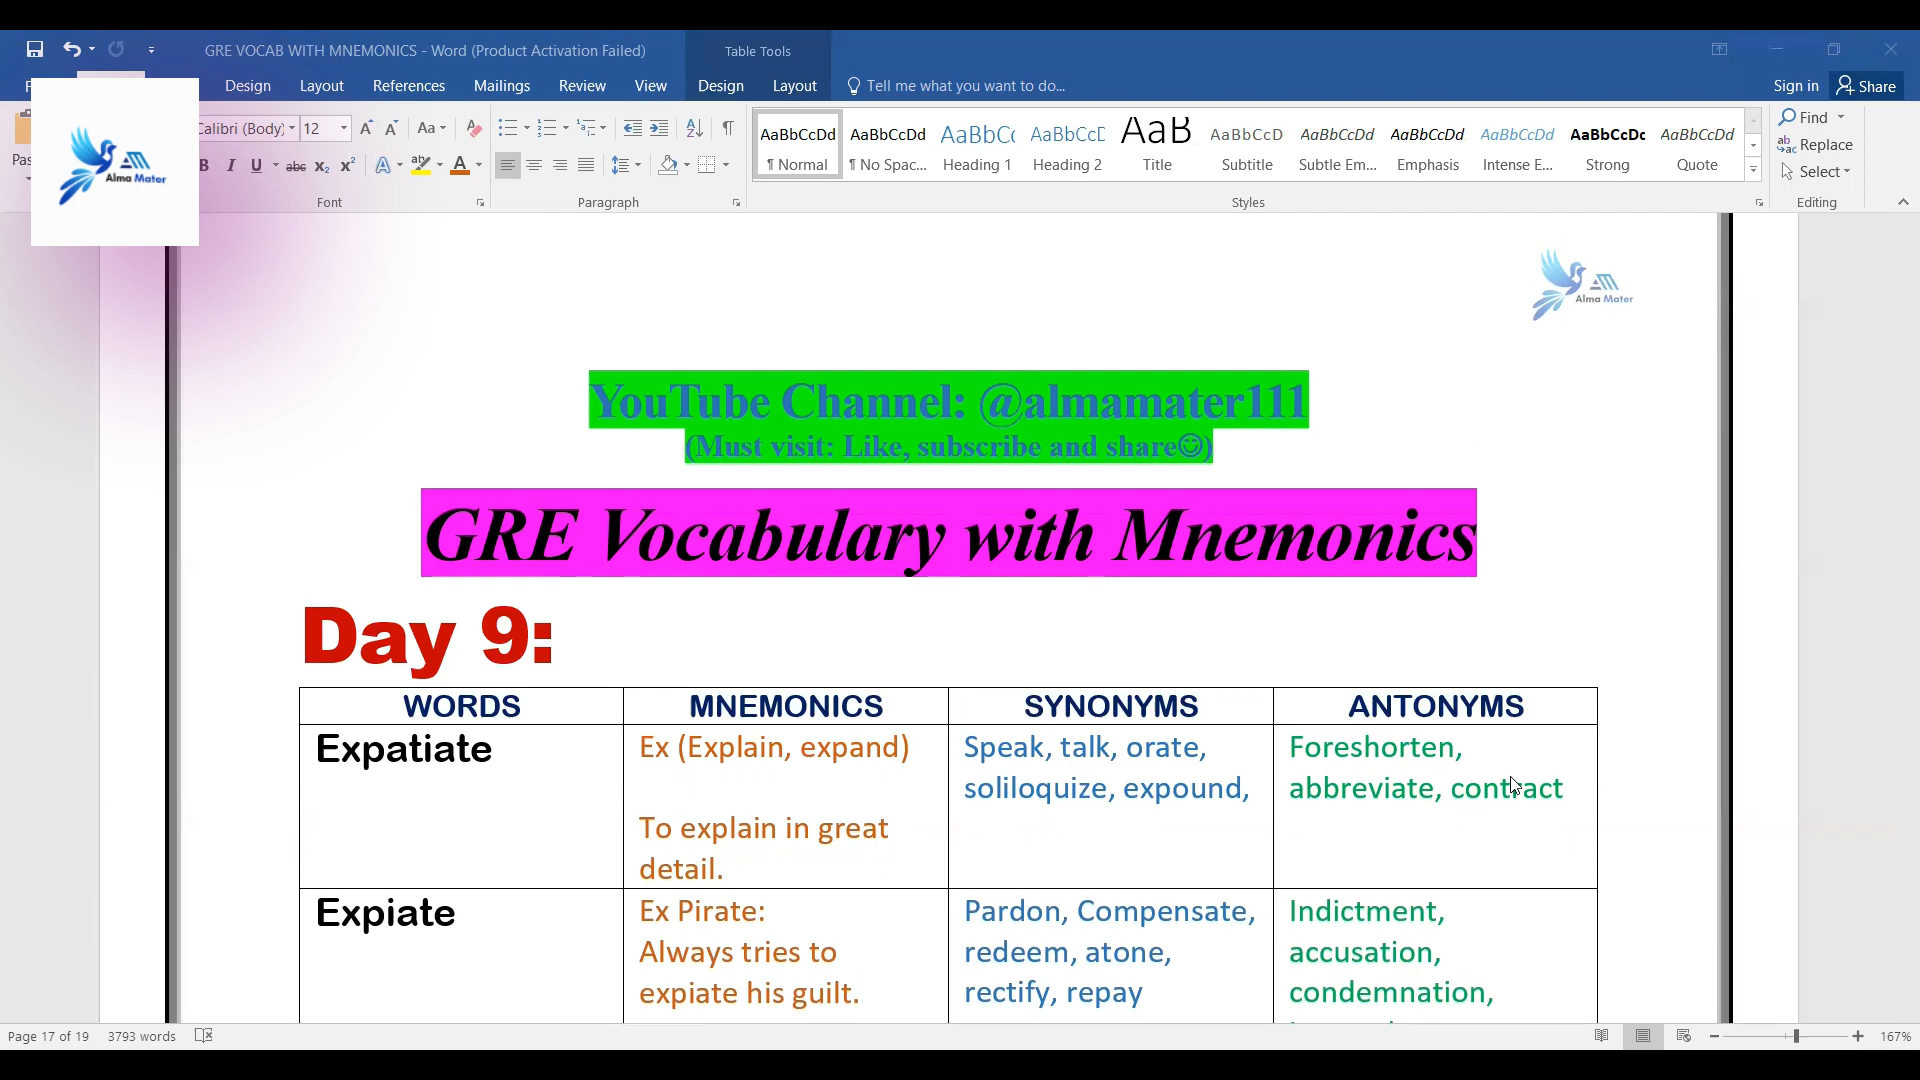 GRE VOCAB WITH MNEMONICS - Word (Product Activation Failed)
Table Tools
Design Layout References Mailings Review View Design Layout Tell me what you want to do... Sign in Share
Calibri (Body) 12 Aa
B I U abc X₂ X² A ab A
AaBbCcDd AaBbCcDd AaBbCc AaBbCcD AaB AaBbCcD AaBbCcDd AaBbCcDd AaBbCcDd AaBbCcDc AaBbCcDd
¶ Normal ¶ No Spac... Heading 1 Heading 2 Title Subtitle Subtle Em... Emphasis Intense E... Strong Quote
Find
Replace
Select
Font Paragraph Styles Editing
Alma Mater
Alma Mater
YouTube Channel: @almamater111
(Must visit: Like, subscribe and share☺)
GRE Vocabulary with Mnemonics
Day 9:
WORDS MNEMONICS SYNONYMS ANTONYMS
Expatiate
Ex (Explain, expand)
To explain in great
detail.
Speak, talk, orate,
soliloquize, expound,
Foreshorten,
abbreviate, contract
Expiate
Ex Pirate:
Always tries to
expiate his guilt.
Pardon, Compensate,
redeem, atone,
rectify, repay
Indictment,
accusation,
condemnation,
Page 17 of 19 3793 words 167%